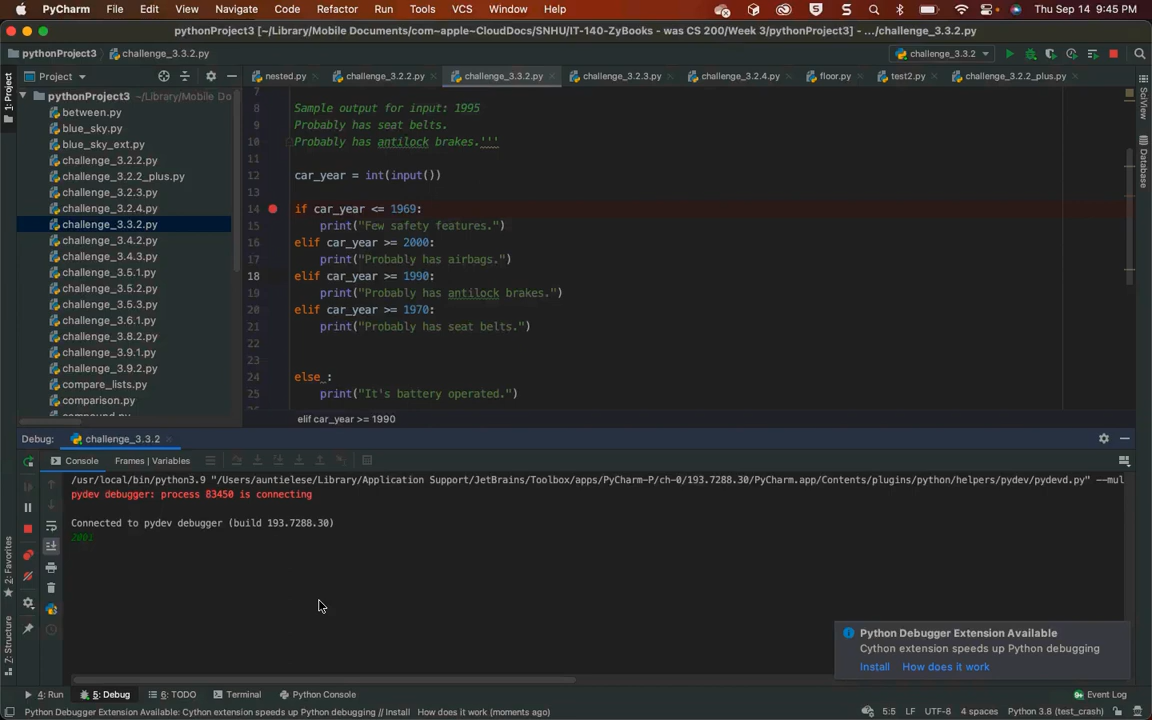 PyCharm File Edit View Navigate Code Refactor Run Tools VCS Window Help Thu Sep 14 9:45 PM
pythonProject3 [~/Library/Mobile Documents/com~apple~CloudDocs/SNHU/IT-140-ZyBooks - was CS 200/Week 3/pythonProject3] - .../challenge_3.3.2.py
pythonProject3 challenge_3.3.2.py challenge_3.3.2
Project nested.py challenge_3.2.2.py challenge_3.3.2.py challenge_3.2.3.py challenge_3.2.4.py floor.py test2.py challenge_3.2.2_plus.py
1: Project
SciView
Database
2: Favorites
Z: Structure
pythonProject3 ~/Library/Mobile Do
between.py
blue_sky.py
blue_sky_ext.py
challenge_3.2.2.py
challenge_3.2.2_plus.py
challenge_3.2.3.py
challenge_3.2.4.py
challenge_3.3.2.py
challenge_3.4.2.py
challenge_3.4.3.py
challenge_3.5.1.py
challenge_3.5.2.py
challenge_3.5.3.py
challenge_3.6.1.py
challenge_3.8.2.py
challenge_3.9.1.py
challenge_3.9.2.py
compare_lists.py
comparison.py
compound.py
7
8 Sample output for input: 1995
9 Probably has seat belts.
10 Probably has antilock brakes.'''
11
12 car_year = int(input())
13
14 if car_year <= 1969:
15 print("Few safety features.")
16 elif car_year >= 2000:
17 print("Probably has airbags.")
18 elif car_year >= 1990:
19 print("Probably has antilock brakes.")
20 elif car_year >= 1970:
21 print("Probably has seat belts.")
22
23
24 else :
25 print("It's battery operated.")
elif car_year >= 1990
Debug: challenge_3.3.2
Console Frames | Variables
/usr/local/bin/python3.9 "/Users/auntielese/Library/Application Support/JetBrains/Toolbox/apps/PyCharm-P/ch-0/193.7288.30/PyCharm.app/Contents/plugins/python/helpers/pydev/pydevd.py" --mul
pydev debugger: process 83450 is connecting
Connected to pydev debugger (build 193.7288.30)
Python Debugger Extension Available
Cython extension speeds up Python debugging
Install How does it work
4: Run 5: Debug 6: TODO Terminal Python Console Event Log
Python Debugger Extension Available: Cython extension speeds up Python debugging // Install How does it work (moments ago) 5:5 LF UTF-8 4 spaces Python 3.8 (test_crash)